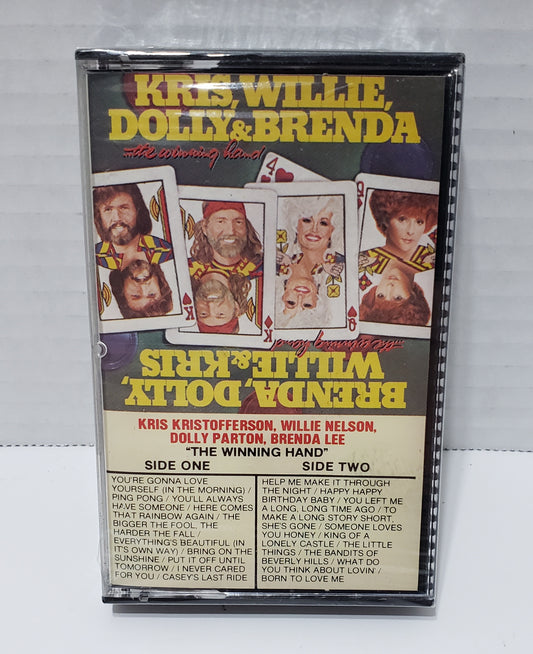 KRIS, WILLIE,
DOLLY & BRENDA
...the winning hand
4
K
K
Q
...the winning hand
BRENDA, DOLLY,
WILLIE & KRIS
KRIS KRISTOFFERSON, WILLIE NELSON,
DOLLY PARTON, BRENDA LEE
"THE WINNING HAND"
SIDE ONE
YOU'RE GONNA LOVE
YOURSELF (IN THE MORNING) /
PING PONG / YOU'LL ALWAYS
HAVE SOMEONE / HERE COMES
THAT RAINBOW AGAIN / THE
BIGGER THE FOOL, THE
HARDER THE FALL /
EVERYTHING'S BEAUTIFUL (IN
IT'S OWN WAY) / BRING ON THE
SUNSHINE / PUT IT OFF UNTIL
TOMORROW / I NEVER CARED
FOR YOU / CASEY'S LAST RIDE
SIDE TWO
HELP ME MAKE IT THROUGH
THE NIGHT / HAPPY HAPPY
BIRTHDAY BABY / YOU LEFT ME
A LONG, LONG TIME AGO / TO
MAKE A LONG STORY SHORT
SHE'S GONE / SOMEONE LOVES
YOU HONEY / KING OF A
LONELY CASTLE / THE LITTLE
THINGS / THE BANDITS OF
BEVERLY HILLS / WHAT DO
YOU THINK ABOUT LOVIN' /
BORN TO LOVE ME